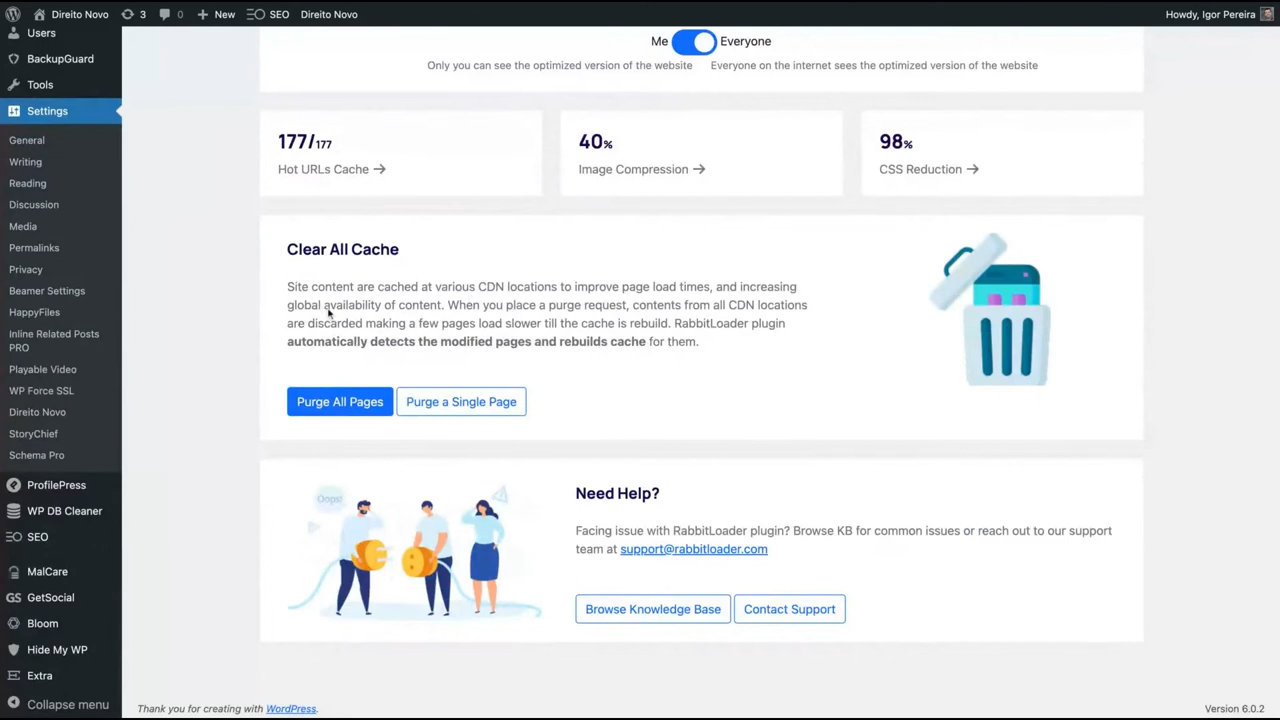 Direito Novo
3
0
New
SEO
Direito Novo
Howdy, Igor Pereira
Users
BackupGuard
Tools
Settings
General
Writing
Reading
Discussion
Media
Permalinks
Privacy
Beamer Settings
HappyFiles
Inline Related Posts
PRO
Playable Video
WP Force SSL
Direito Novo
StoryChief
Schema Pro
ProfilePress
WP DB Cleaner
SEO
MalCare
GS GetSocial
Bloom
Hide My WP
Extra
Collapse menu
Me
Everyone
Only you can see the optimized version of the website
Everyone on the internet sees the optimized version of the website
177/177
Hot URLs Cache →
40%
Image Compression →
98%
CSS Reduction →
Clear All Cache
Site content are cached at various CDN locations to improve page load times, and increasing
global availability of content. When you place a purge request, contents from all CDN locations
are discarded making a few pages load slower till the cache is rebuild. RabbitLoader plugin
automatically detects the modified pages and rebuilds cache for them.
Purge All Pages
Purge a Single Page
Oops!
Need Help?
Facing issue with RabbitLoader plugin? Browse KB for common issues or reach out to our support
team at support@rabbitloader.com
Browse Knowledge Base
Contact Support
Thank you for creating with WordPress.
Version 6.0.2